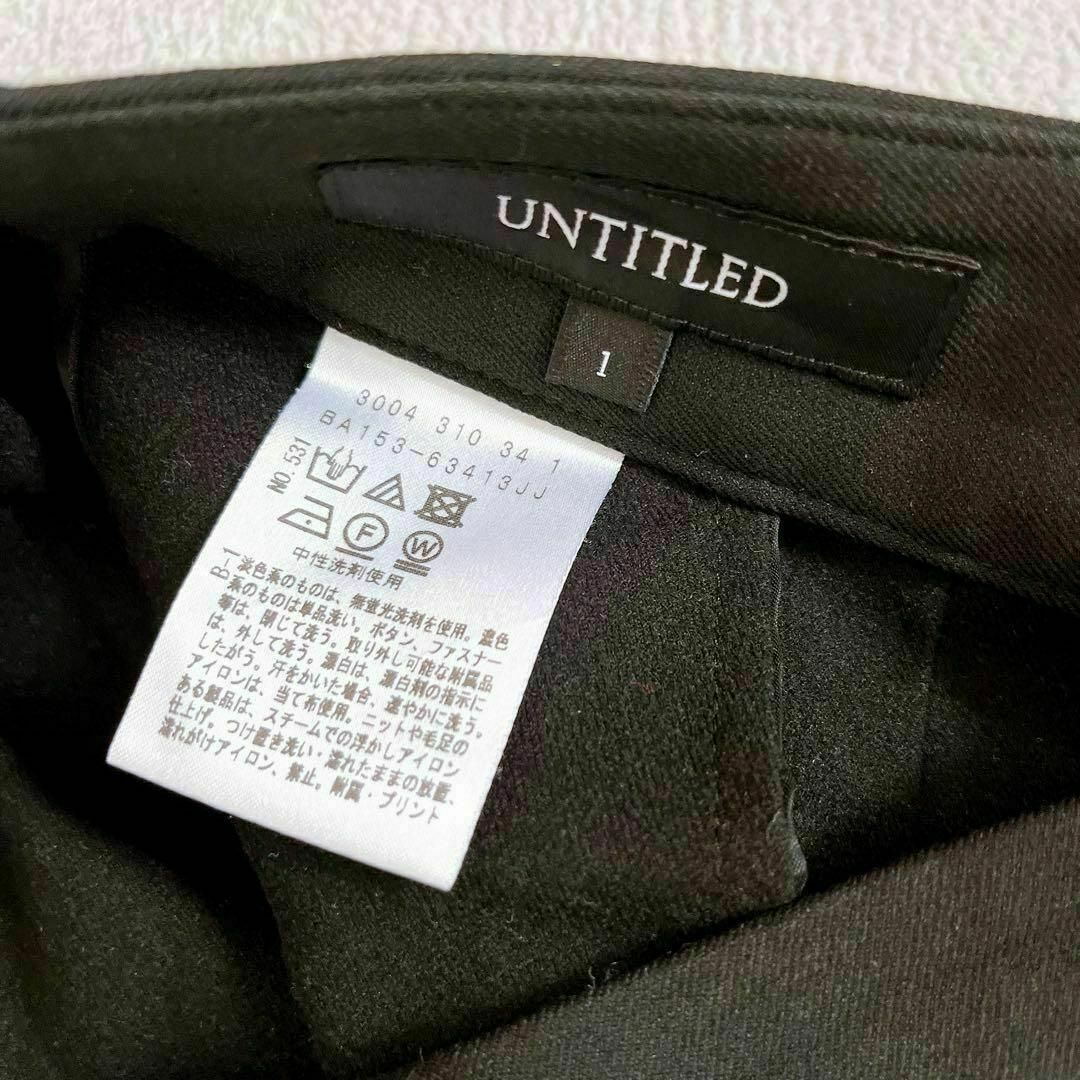 UNTITLED
1
3004 310 34 1
BA153-63413JJ
NO.531
F W
中性洗剤使用
B-1
淡色系のものは、無蛍光洗剤を使用。濃色
系のものは単品洗い。ボタン、ファスナー
等は、閉じて洗う。取り外し可能な附属品
は、外して洗う。漂白は、漂白剤の指示に
したがう。汗をかいた場合、速やかに洗う。
アイロンは、当て布使用。ニットや毛足の
ある製品は、スチームでの浮かしアイロン
仕上げ。つけ置き洗い・濡れたままの放置、
濡れがけアイロン、禁止。附属・プリント